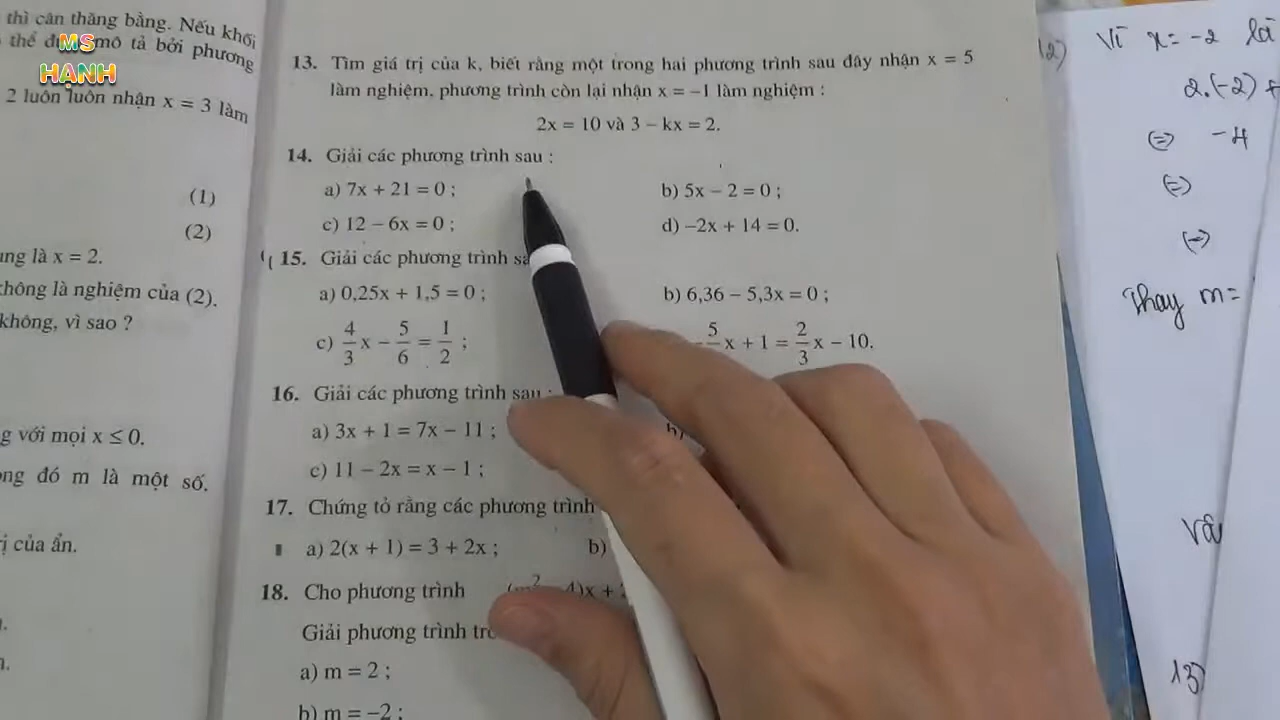 thì cân thăng bằng. Nếu khối
thể mô tả bởi phương
MS
HẠNH
2 luôn luôn nhận x = 3 làm
(1)
(2)
là x = 2.
không là nghiệm của (2).
không, vì sao ?
với mọi x ≤ 0.
đó m là một số.
của ẩn.
13. Tìm giá trị của k, biết rằng một trong hai phương trình sau đây nhận x = 5
làm nghiệm, phương trình còn lại nhận x = −1 làm nghiệm :
2x = 10 và 3 − kx = 2.
14. Giải các phương trình sau :
a) 7x + 21 = 0 ; b) 5x − 2 = 0 ;
c) 12 − 6x = 0 ; d) −2x + 14 = 0.
15. Giải các phương trình
a) 0,25x + 1,5 = 0 ; b) 6,36 − 5,3x = 0 ;
c) 4/3 x − 5/6 = 1/2 ; x + 1 = 2/3 x − 10.
16. Giải các phương trình sau :
a) 3x + 1 = 7x − 11 ;
c) 11 − 2x = x − 1 ;
17. Chứng tỏ rằng các phương trình
a) 2(x + 1) = 3 + 2x ; b)
18. Cho phương trình
Giải phương trình
a) m = 2 ;
b) m = −2 ;
2) Vì x = -2 là
2.(-2) +
⇔ -4
⇔
⇔
Thay m =
Vậy
13